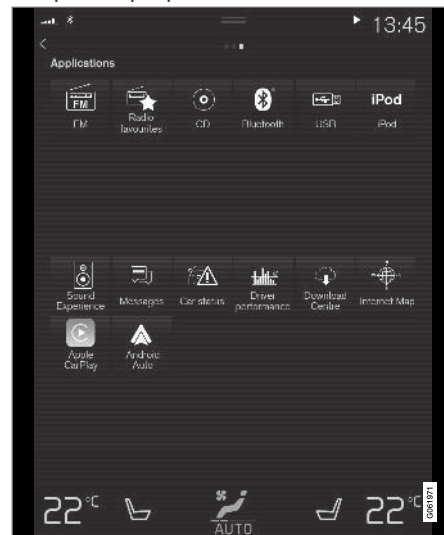 13:45
Applications
FM
FM
Radio
favourites
CD
Bluetooth
USB
iPod
iPod
Sound
Experience
Messages
Car status
Driver
performance
Download
Centre
Internet Map
Apple
CarPlay
Android
Auto
22°C
AUTO
22°C
G061971